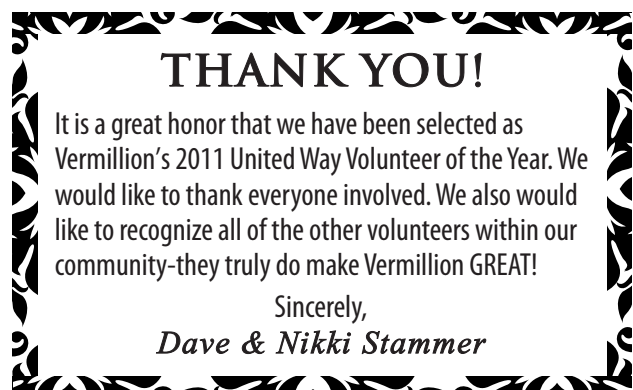 THANK YOU!
It is a great honor that we have been selected as
Vermillion’s 2011 United Way Volunteer of the Year. We
would like to thank everyone involved. We also would
like to recognize all of the other volunteers within our
community-they truly do make Vermillion GREAT!
Sincerely,
Dave & Nikki Stammer